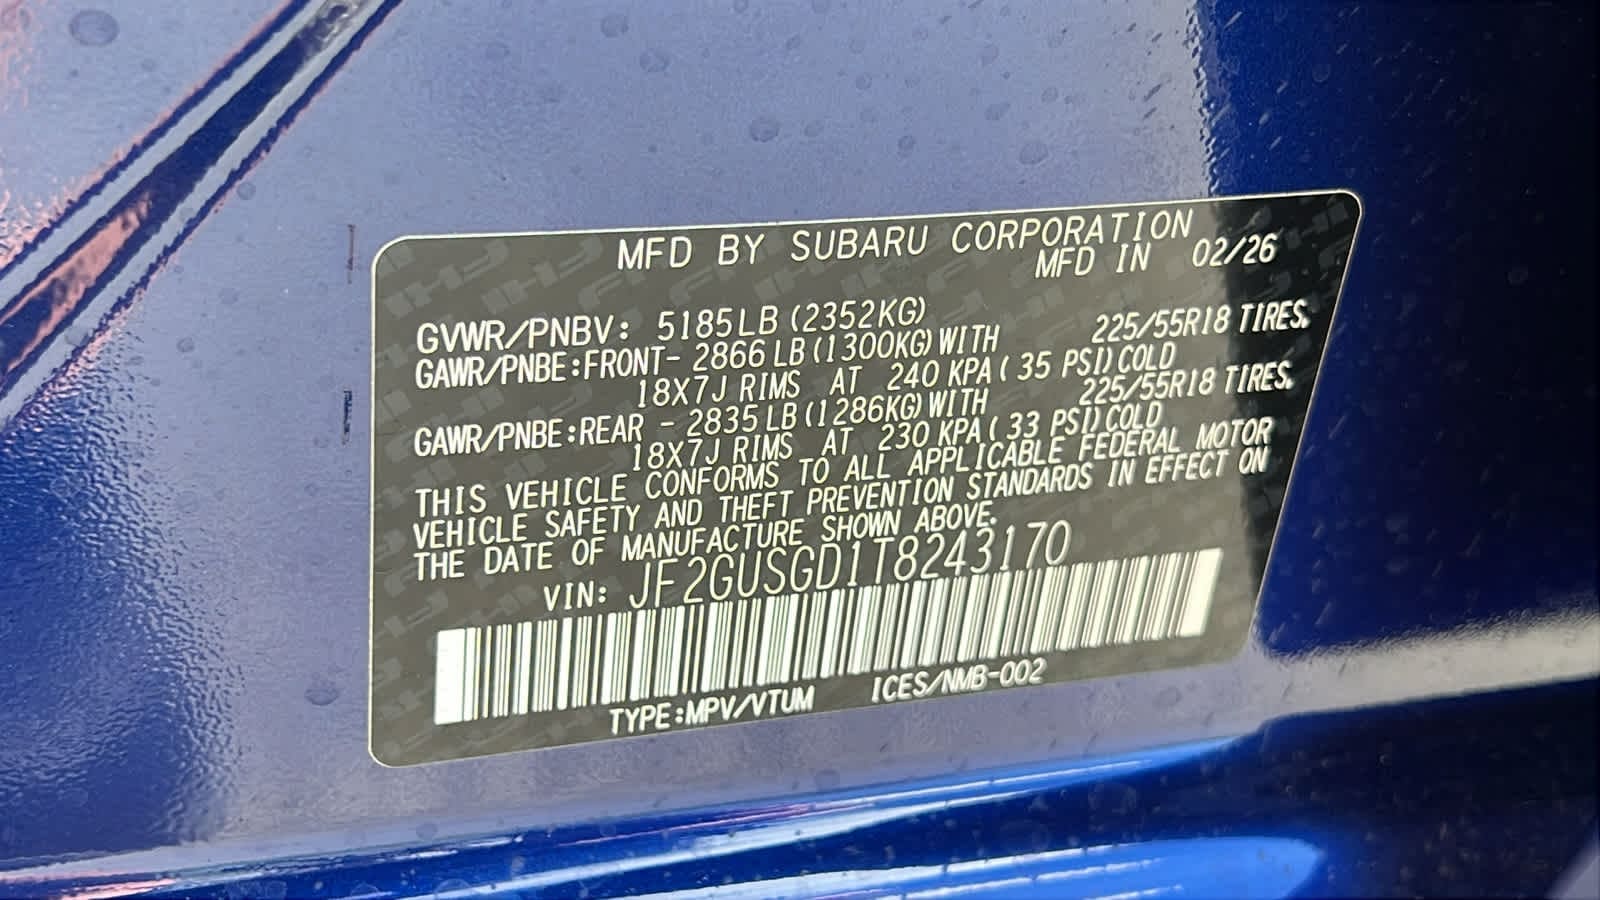 MFD BY SUBARU CORPORATION
MFD IN 02/26
GVWR/PNBV: 5185LB (2352KG)
GAWR/PNBE:FRONT- 2866 LB (1300KG) WITH 225/55R18 TIRES.
18X7J RIMS AT 240 KPA ( 35 PSI) COLD
GAWR/PNBE:REAR - 2835 LB (1286KG) WITH 225/55R18 TIRES.
18X7J RIMS AT 230 KPA ( 33 PSI) COLD
THIS VEHICLE CONFORMS TO ALL APPLICABLE FEDERAL MOTOR
VEHICLE SAFETY AND THEFT PREVENTION STANDARDS IN EFFECT ON
THE DATE OF MANUFACTURE SHOWN ABOVE.
VIN: JF2GUSGD1T8243170
TYPE:MPV/VTUM ICES/NMB-002